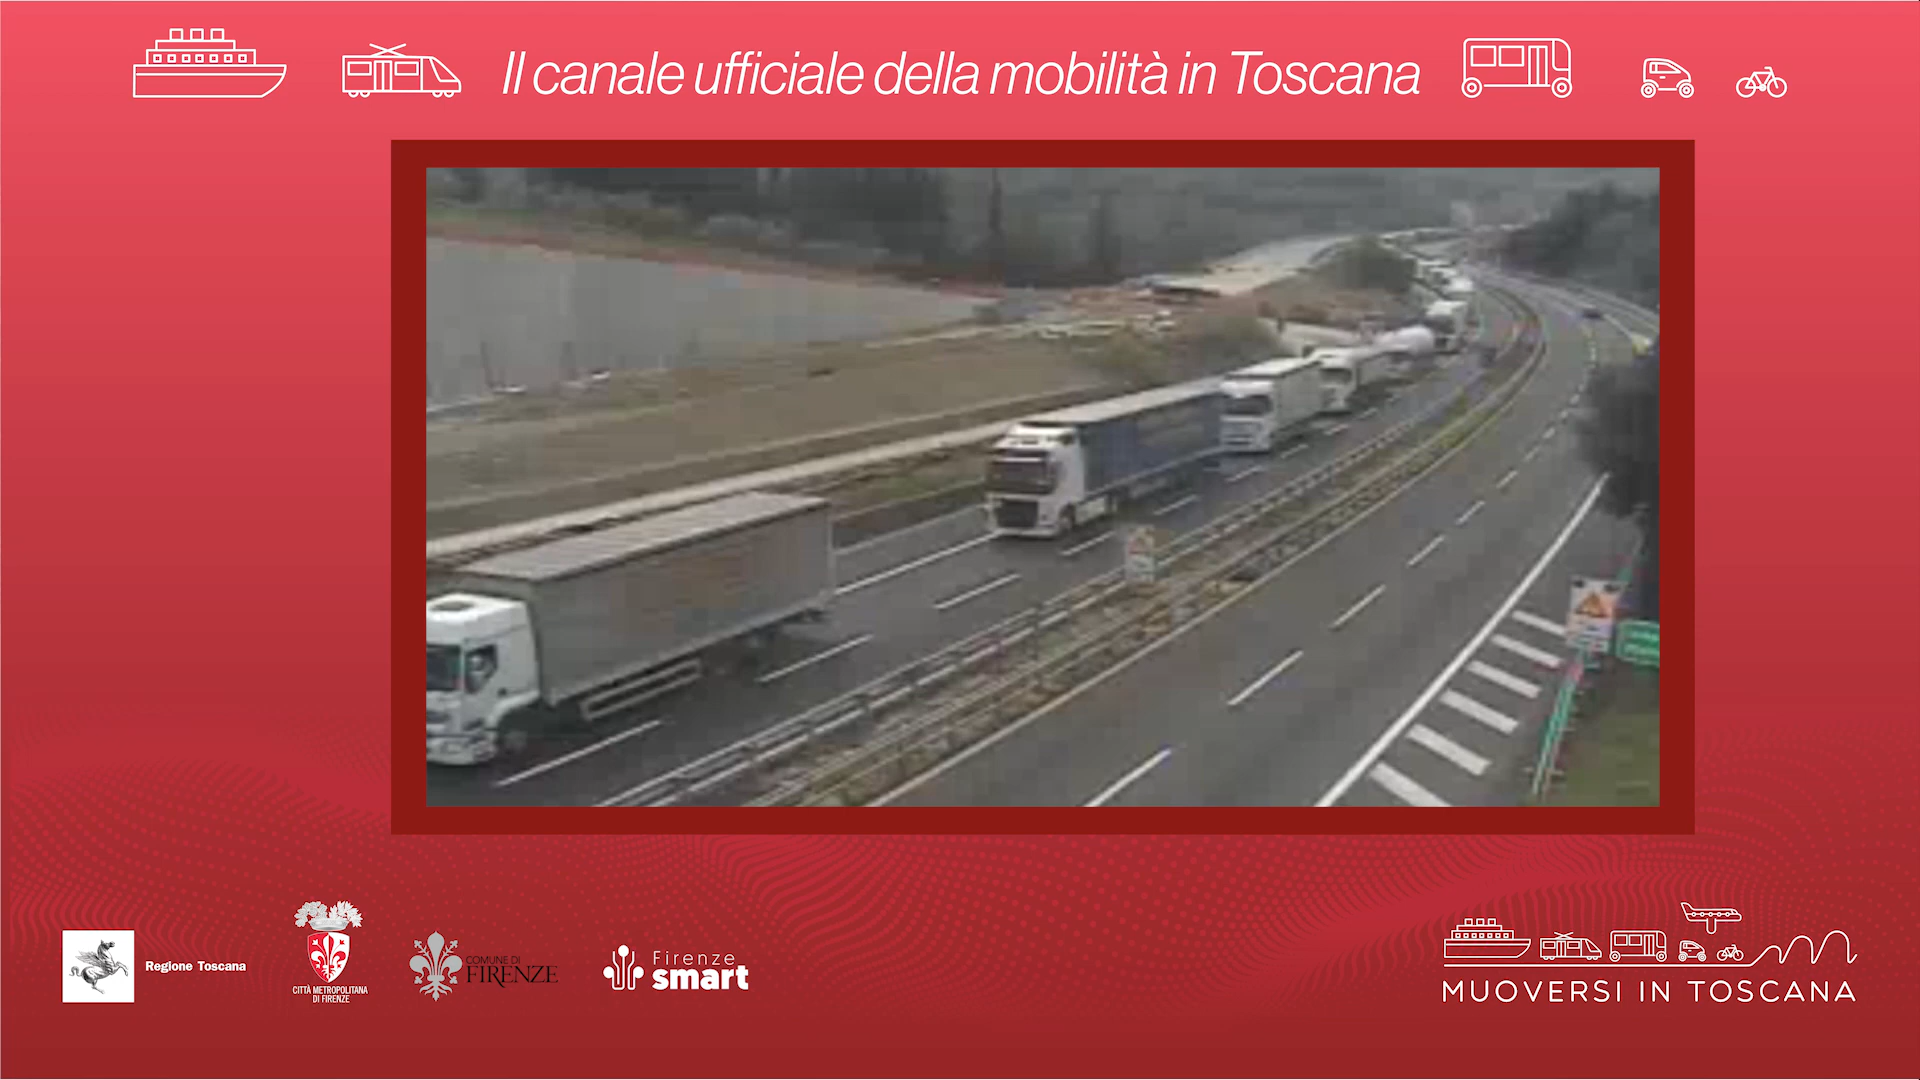 Il canale ufficiale della mobilità in Toscana
Regione Toscana
CITTÀ METROPOLITANA
DI FIRENZE
COMUNE DI
FIRENZE
Firenze
smart
MUOVERSI IN TOSCANA